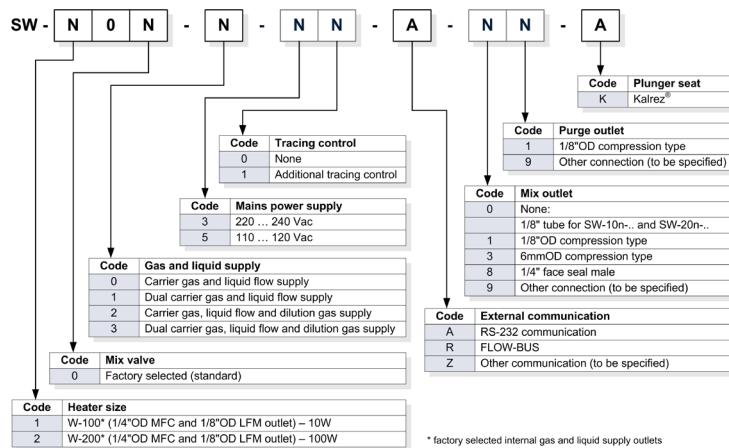 SW - N 0 N - N - N N - A - N N - A
Code Plunger seat
K Kalrez®
Code Purge outlet
1 1/8"OD compression type
9 Other connection (to be specified)
Code Tracing control
0 None
1 Additional tracing control
Code Mix outlet
0 None:
1/8" tube for SW-10n-.. and SW-20n-..
1 1/8"OD compression type
3 6mmOD compression type
8 1/4" face seal male
9 Other connection (to be specified)
Code Mains power supply
3 220 … 240 Vac
5 110 … 120 Vac
Code Gas and liquid supply
0 Carrier gas and liquid flow supply
1 Dual carrier gas and liquid flow supply
2 Carrier gas, liquid flow and dilution gas supply
3 Dual carrier gas, liquid flow and dilution gas supply
Code External communication
A RS-232 communication
R FLOW-BUS
Z Other communication (to be specified)
Code Mix valve
0 Factory selected (standard)
Code Heater size
1 W-100* (1/4"OD MFC and 1/8"OD LFM outlet) – 10W
2 W-200* (1/4"OD MFC and 1/8"OD LFM outlet) – 100W
* factory selected internal gas and liquid supply outlets